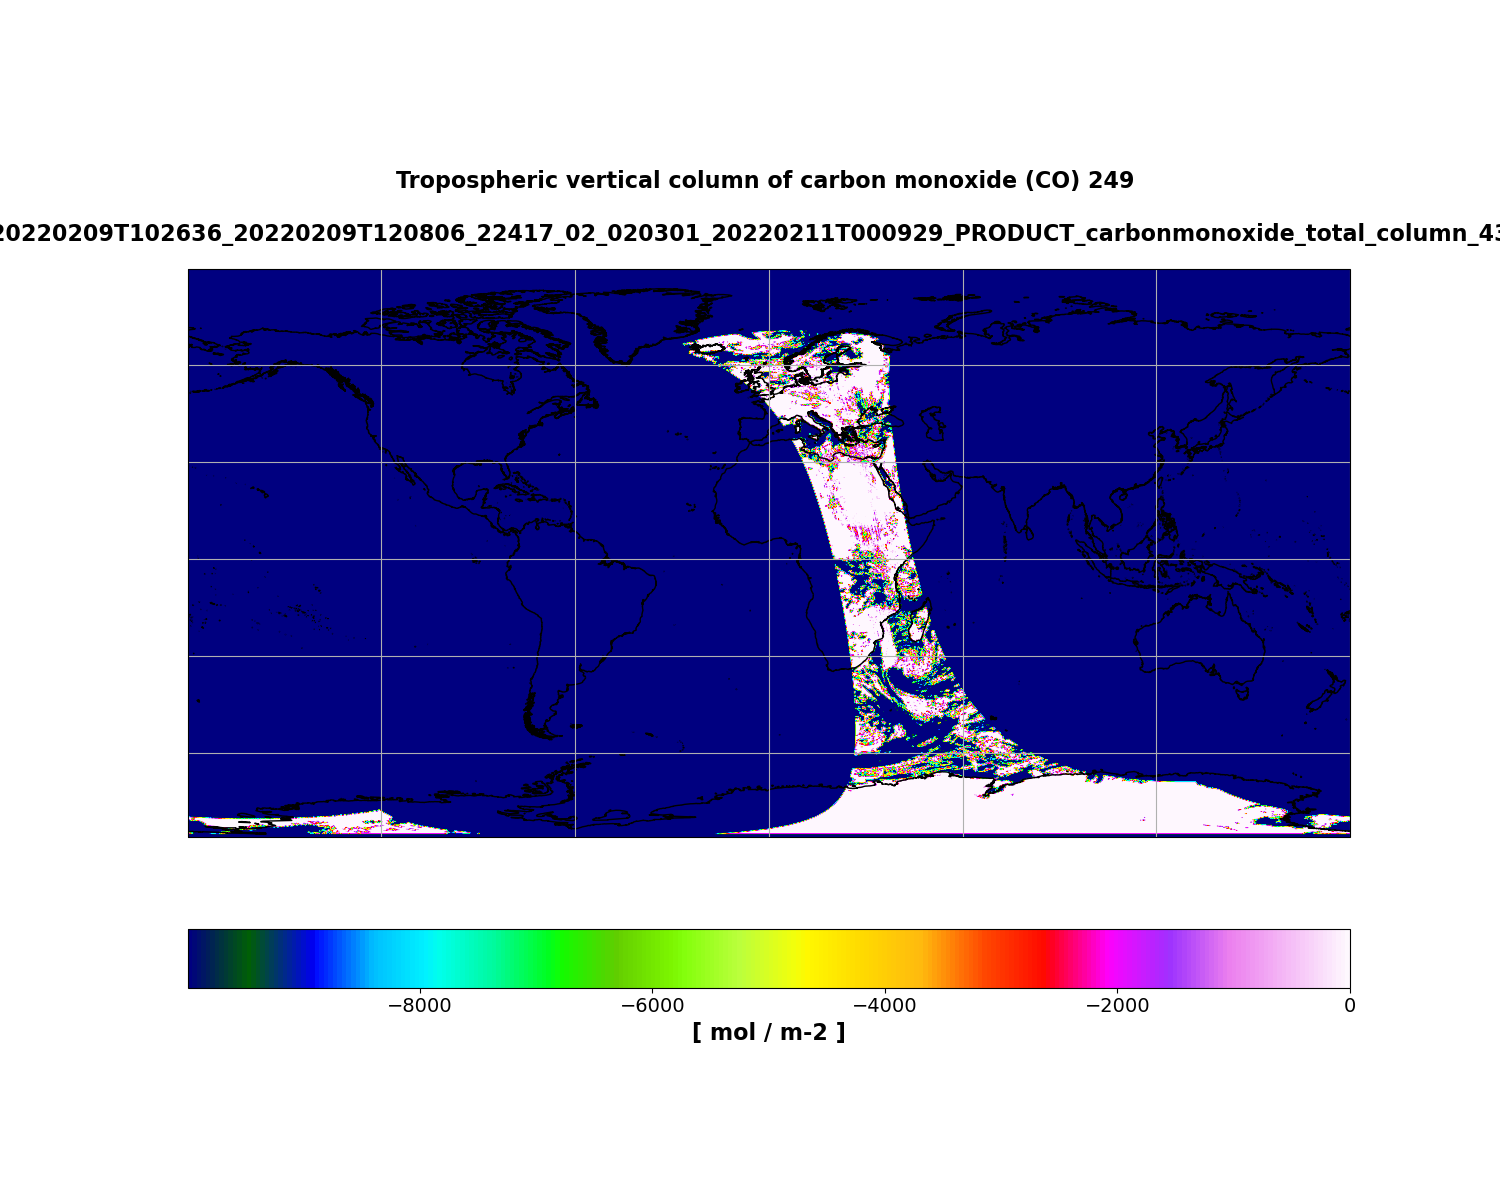 Tropospheric vertical column of carbon monoxide (CO) 249
20220209T102636_20220209T120806_22417_02_020301_20220211T000929_PRODUCT_carbonmonoxide_total_column_43
−8000 −6000 −4000 −2000 0
[ mol / m-2 ]